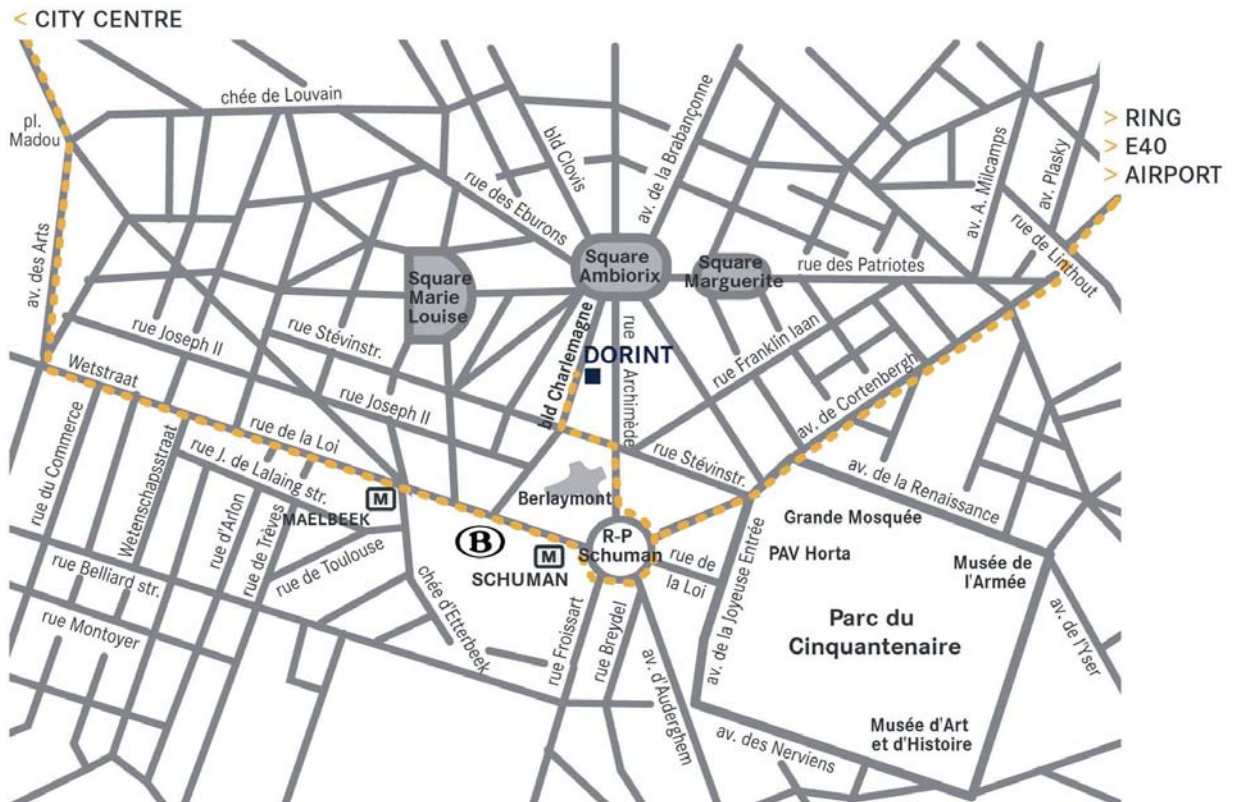 < CITY CENTRE
chée de Louvain
pl.
Madou
bld Clovis
av. de la Brabançonne
> RING
> E40
> AIRPORT
av. A. Milcamps
av. Plasky
rue des Eburons
rue de Linthout
av. des Arts
Square
Ambiorix
Square
Marguerite
rue des Patriotes
Square
Marie
Louise
rue Joseph II
rue Stévinstr.
bld Charlemagne
rue Archimède
DORINT
rue Franklin laan
Wetstraat
rue Joseph II
av. de Cortenbergh
rue du Commerce
Wetenschapsstraat
rue de la Loi
rue J. de Lalaing str.
rue Stévinstr.
av. de la Renaissance
M
MAELBEEK
Berlaymont
Grande Mosquée
rue d'Arlon
rue de Trèves
rue de Toulouse
B
M
SCHUMAN
R-P
Schuman
rue de
la Loi
PAV Horta
Musée de
l'Armée
rue Belliard str.
rue Montoyer
chée d'Etterbeek
rue Froissart
rue Breydel
av. d'Auderghem
av. de la Joyeuse Entrée
Parc du
Cinquantenaire
av. de l'Yser
av. des Nerviens
Musée d'Art
et d'Histoire